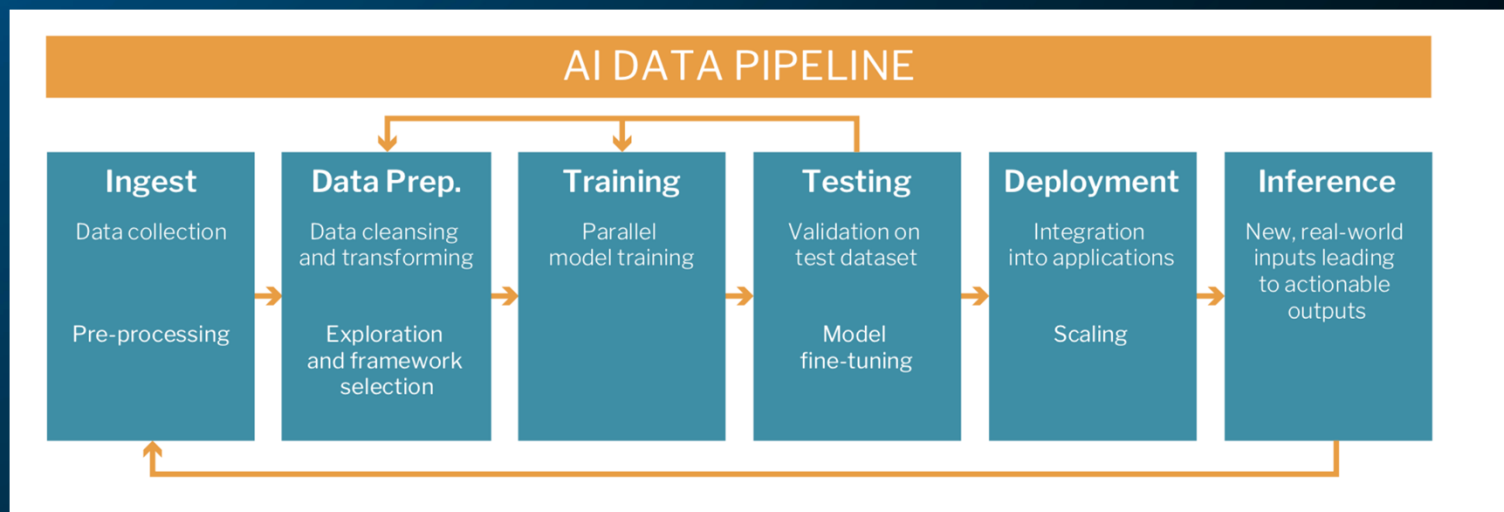 AI DATA PIPELINE
Ingest
Data collection
Pre-processing
Data Prep.
Data cleansing
and transforming
Exploration
and framework
selection
Training
Parallel
model training
Testing
Validation on
test dataset
Model
fine-tuning
Deployment
Integration
into applications
Scaling
Inference
New, real-world
inputs leading
to actionable
outputs